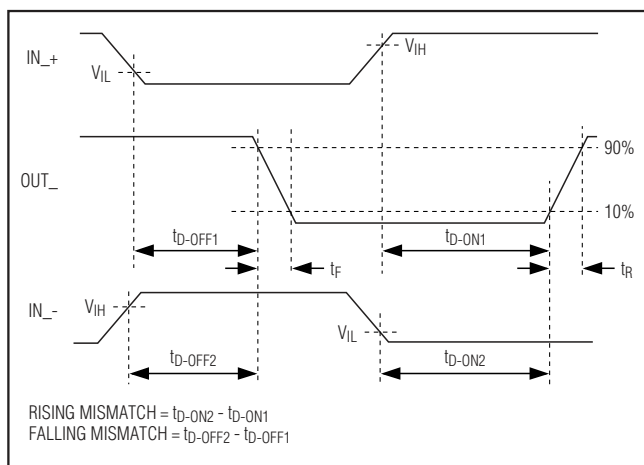 IN_+
VIL
VIH
90%
OUT_
10%
tD-OFF1
tD-ON1
tF
tR
VIH
IN_-
VIL
tD-OFF2
tD-ON2
RISING MISMATCH = tD-ON2 - tD-ON1
FALLING MISMATCH = tD-OFF2 - tD-OFF1